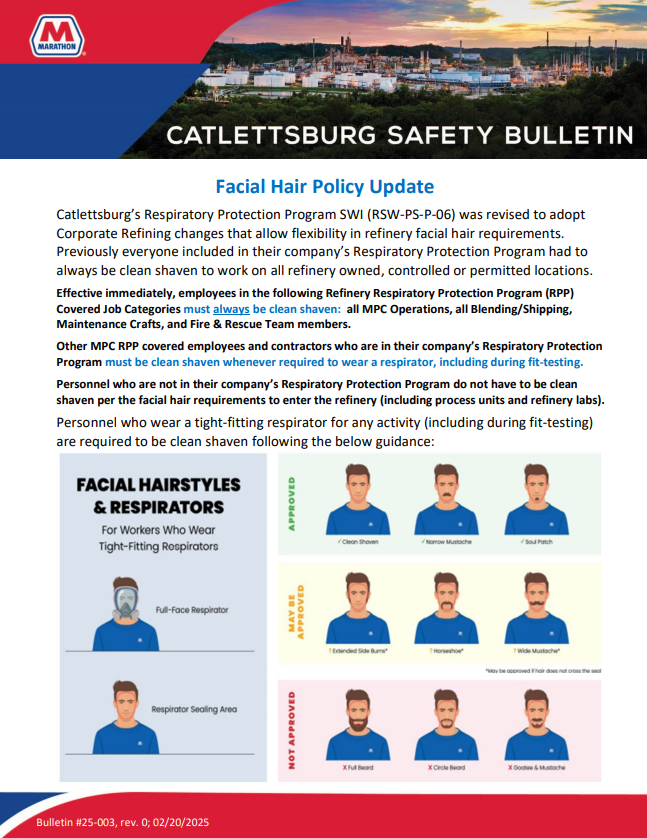 MARATHON
CATLETTSBURG SAFETY BULLETIN
Facial Hair Policy Update
Catlettsburg's Respiratory Protection Program SWI (RSW-PS-P-06) was revised to adopt
Corporate Refining changes that allow flexibility in refinery facial hair requirements.
Previously everyone included in their company's Respiratory Protection Program had to
always be clean shaven to work on all refinery owned, controlled or permitted locations.
Effective immediately, employees in the following Refinery Respiratory Protection Program (RPP)
Covered Job Categories must always be clean shaven: all MPC Operations, all Blending/Shipping,
Maintenance Crafts, and Fire & Rescue Team members.
Other MPC RPP covered employees and contractors who are in their company's Respiratory Protection
Program must be clean shaven whenever required to wear a respirator, including during fit-testing.
Personnel who are not in their company's Respiratory Protection Program do not have to be clean
shaven per the facial hair requirements to enter the refinery (including process units and refinery labs).
Personnel who wear a tight-fitting respirator for any activity (including during fit-testing)
are required to be clean shaven following the below guidance:
FACIAL HAIRSTYLES
& RESPIRATORS
For Workers Who Wear
Tight-Fitting Respirators
Full-Face Respirator
Respirator Sealing Area
APPROVED
✓ Clean Shaven
✓ Narrow Mustache
✓ Soul Patch
MAY BE
APPROVED
! Extended Side Burns*
! Horseshoe*
! Wide Mustache*
*May be approved if hair does not cross the seal
NOT APPROVED
X Full Beard
X Circle Beard
X Goatee & Mustache
Bulletin #25-003, rev. 0; 02/20/2025